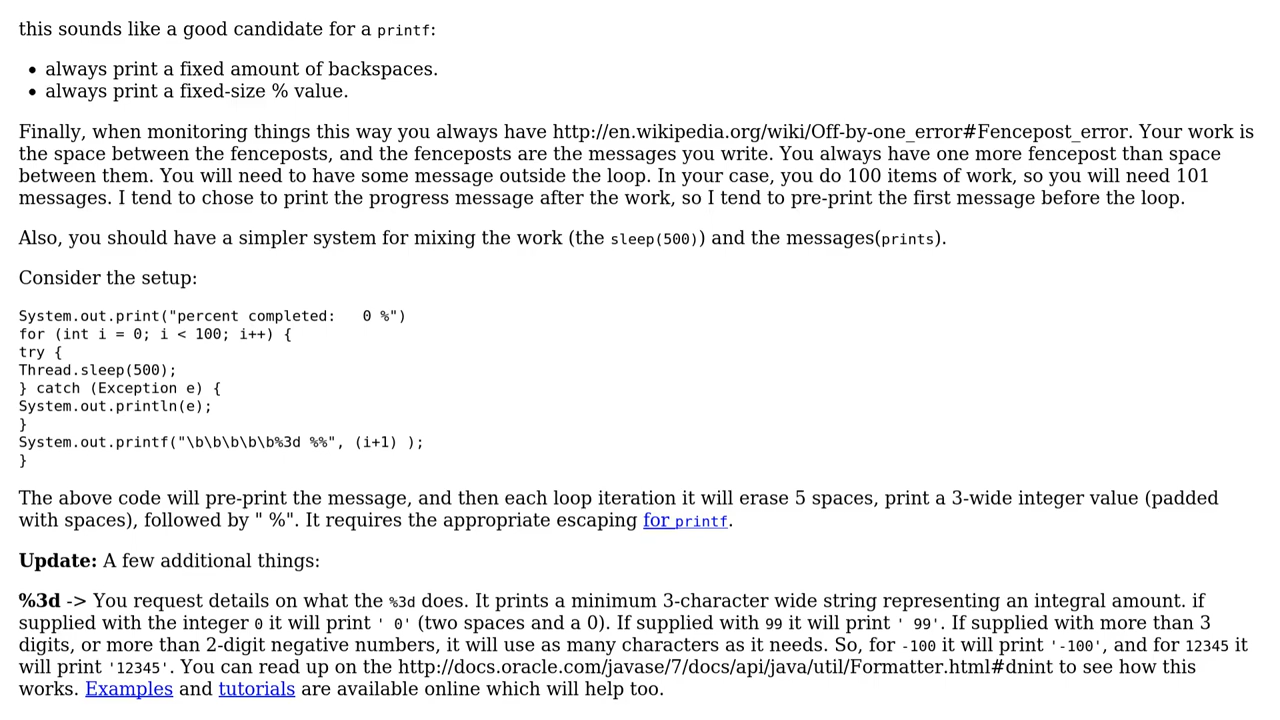 this sounds like a good candidate for a printf:
• always print a fixed amount of backspaces.
• always print a fixed-size % value.
Finally, when monitoring things this way you always have http://en.wikipedia.org/wiki/Off-by-one_error#Fencepost_error. Your work is
the space between the fenceposts, and the fenceposts are the messages you write. You always have one more fencepost than space
between them. You will need to have some message outside the loop. In your case, you do 100 items of work, so you will need 101
messages. I tend to chose to print the progress message after the work, so I tend to pre-print the first message before the loop.
Also, you should have a simpler system for mixing the work (the sleep(500)) and the messages(prints).
Consider the setup:
System.out.print("percent completed:   0 %")
for (int i = 0; i < 100; i++) {
try {
Thread.sleep(500);
} catch (Exception e) {
System.out.println(e);
}
System.out.printf("\b\b\b\b\b%3d %%", (i+1) );
}
The above code will pre-print the message, and then each loop iteration it will erase 5 spaces, print a 3-wide integer value (padded
with spaces), followed by " %". It requires the appropriate escaping for printf.
Update: A few additional things:
%3d -> You request details on what the %3d does. It prints a minimum 3-character wide string representing an integral amount. if
supplied with the integer 0 it will print ' 0' (two spaces and a 0). If supplied with 99 it will print ' 99'. If supplied with more than 3
digits, or more than 2-digit negative numbers, it will use as many characters as it needs. So, for -100 it will print '-100', and for 12345 it
will print '12345'. You can read up on the http://docs.oracle.com/javase/7/docs/api/java/util/Formatter.html#dnint to see how this
works. Examples and tutorials are available online which will help too.